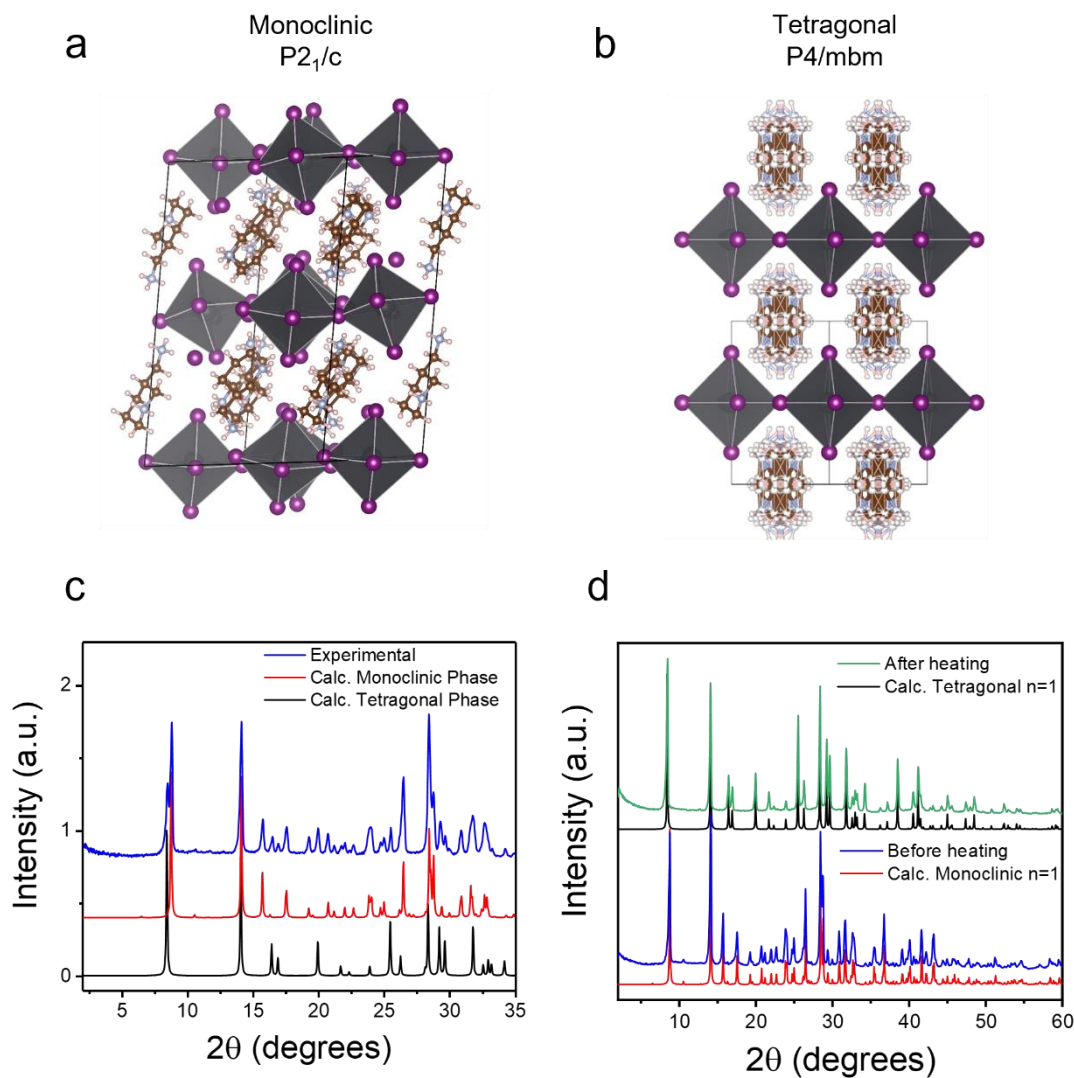 a
Monoclinic
P2₁/c
b
Tetragonal
P4/mbm
c
Experimental
Calc. Monoclinic Phase
Calc. Tetragonal Phase
2
1
0
Intensity (a.u.)
5 10 15 20 25 30 35
2θ (degrees)
d
After heating
Calc. Tetragonal n=1
Before heating
Calc. Monoclinic n=1
Intensity (a.u.)
10 20 30 40 50 60
2θ (degrees)